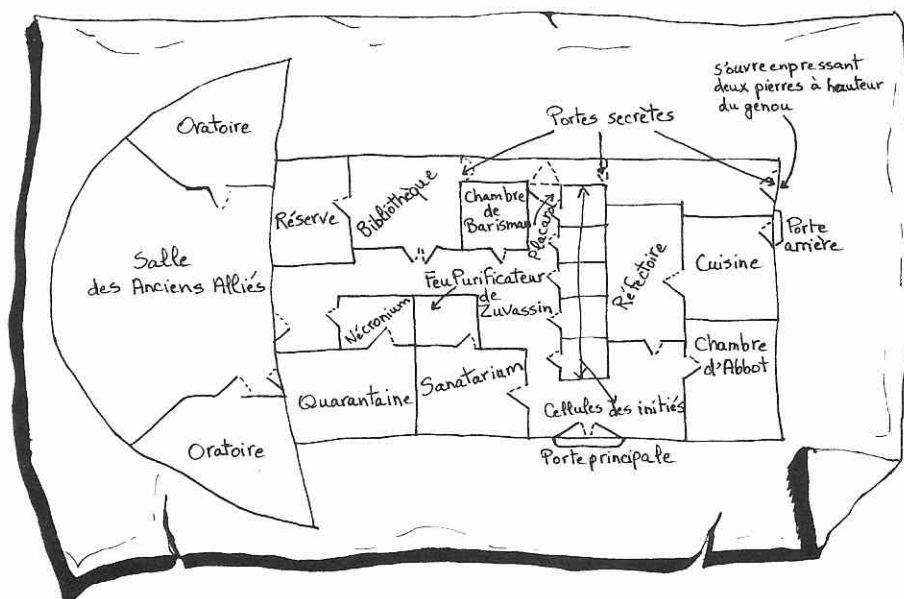 s'ouvre en pressant
deux pierres à hauteur
du genou
Portes secrètes
Oratoire
Réserve
Bibliothèque
Chambre
de
Barisman
Placard
Porte
arrière
Salle
des Anciens Alliés
Feu Purificateur
de
ZuVassin
Réfectoire
Cuisine
Nécronium
Chambre
d'Abbot
Quarantaine
Sanatarium
Cellules des initiés
Oratoire
Porte principale